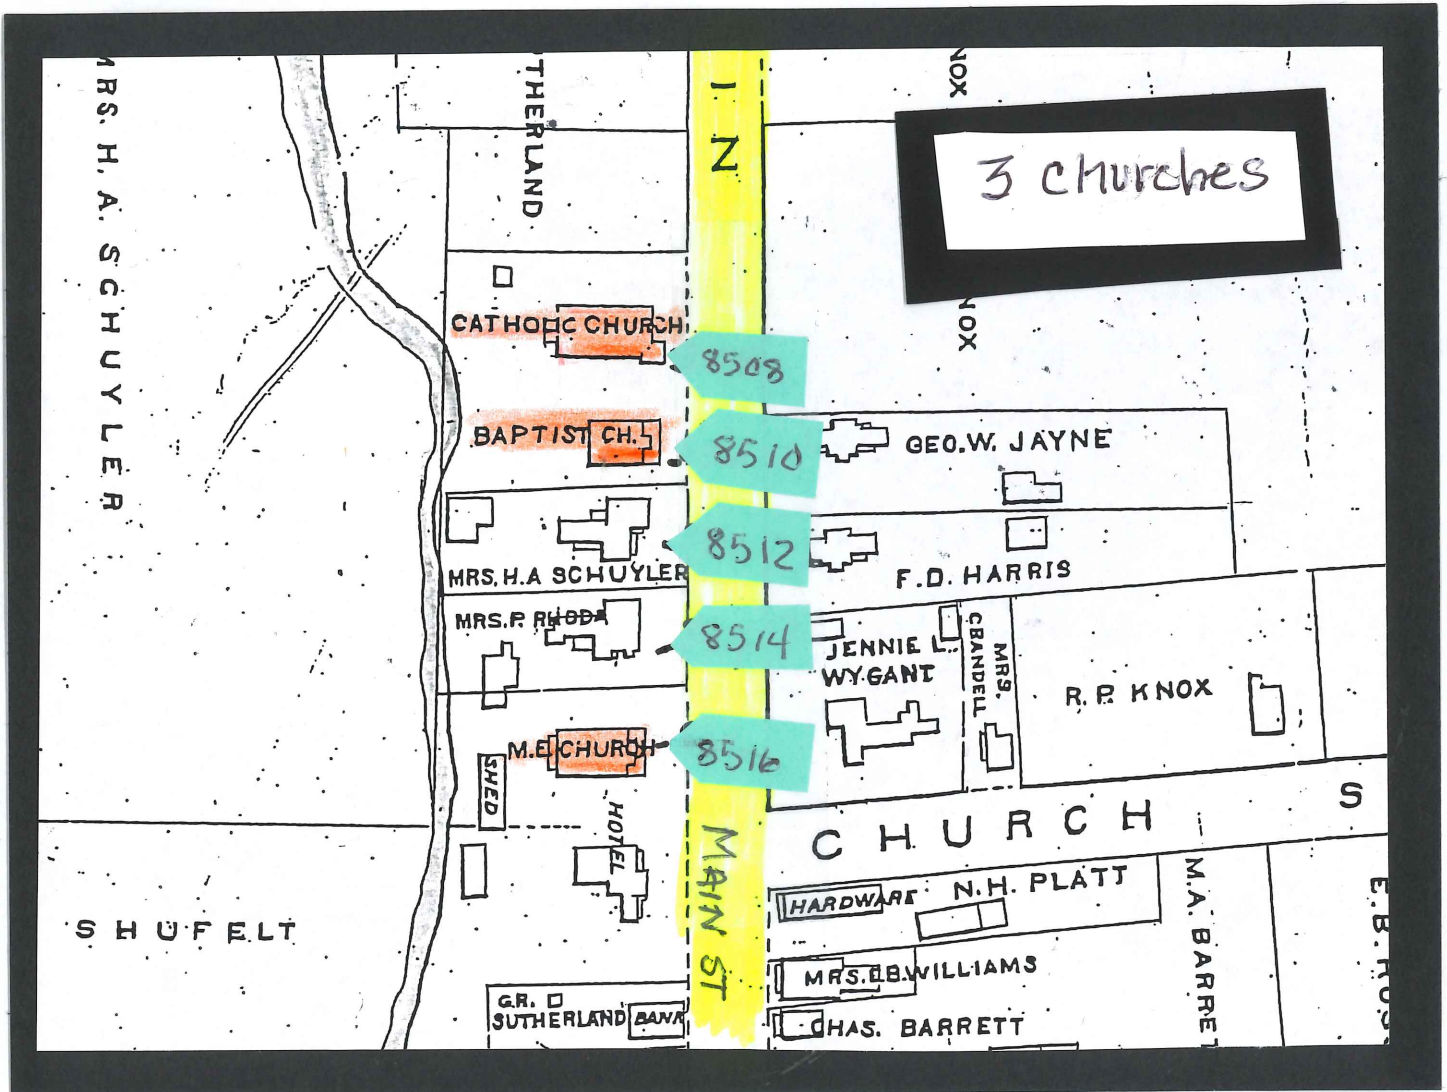 MRS. H. A. SCHUYLER
THERLAND
I N
NOX
3 churches
CATHOLIC CHURCH
8508
KNOX
BAPTIST CH.
8510
GEO. W. JAYNE
MRS. H.A SCHUYLER
8512
F. D. HARRIS
MRS. P. RHODA
8514
JENNIE L.
WYGANT
MRS.
CRANDELL
R. P. KNOX
M.E. CHURCH
8516
SHED
HOTEL
MAIN ST
CHURCH S
SHUFELT
HARDWARE
N. H. PLATT
M.A. BARRET
MRS. E.B. WILLIAMS
G.R.
SUTHERLAND
BANK
CHAS. BARRETT